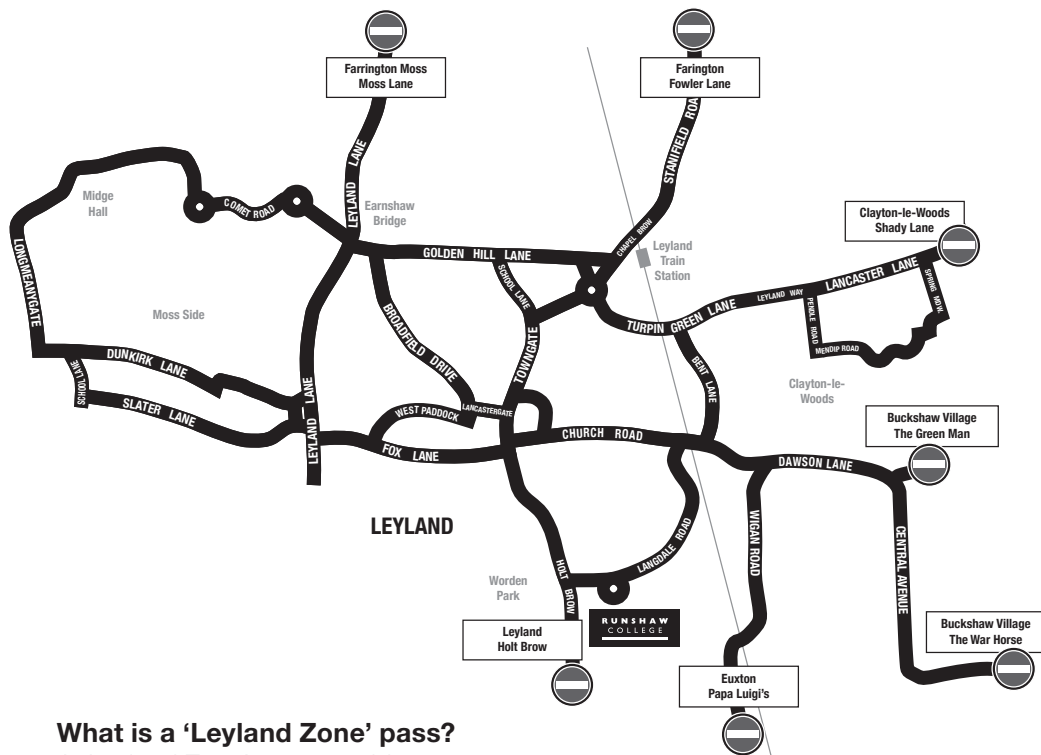 Farrington Moss
Moss Lane
Farington
Fowler Lane
STANIFIELD ROA
LEYLAND LANE
Midge
Hall
COMET ROAD
Earnshaw
Bridge
Clayton-le-Woods
Shady Lane
CHAPEL BROW
GOLDEN HILL LANE
Leyland
Train
Station
LONGMEANYGATE
SCHOOL LANE
LANCASTER LANE
SPRING MDW.
LEYLAND WAY
Moss Side
BROADFIELD DRIVE
TOWNGATE
TURPIN GREEN LANE
PENDLE ROAD
MENDIP ROAD
DUNKIRK LANE
SCHOOL LANE
BENT LANE
Clayton-le-
Woods
SLATER LANE
LEYLAND LANE
WEST PADDOCK
LANCASTERGATE
FOX LANE
CHURCH ROAD
Buckshaw Village
The Green Man
DAWSON LANE
LEYLAND
WIGAN ROAD
CENTRAL AVENUE
LANGDALE ROAD
HOLT BROW
Worden
Park
RUNSHAW
COLLEGE
Leyland
Holt Brow
Buckshaw Village
The War Horse
Euxton
Papa Luigi's
What is a ‘Leyland Zone’ pass?